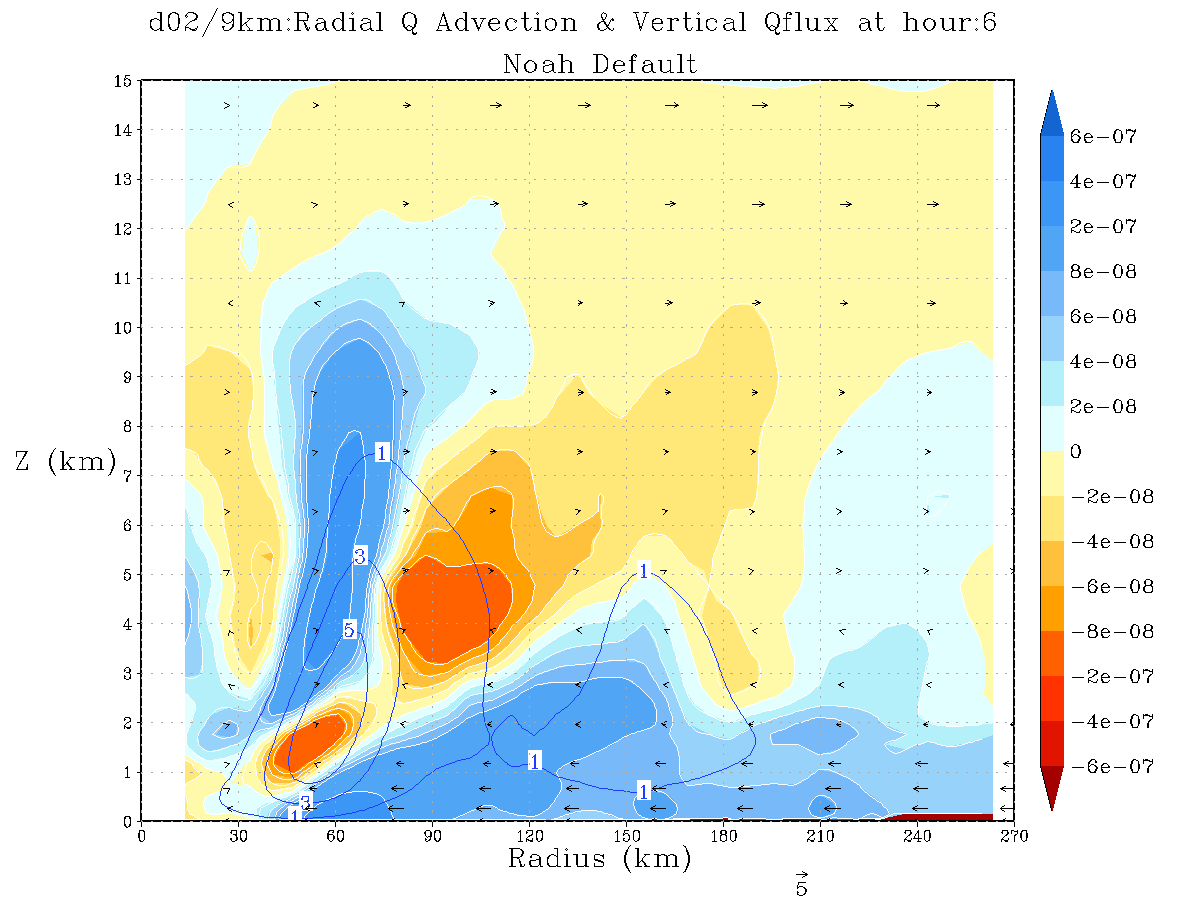 d02/9km:Radial Q Advection & Vertical Qflux at hour:6
Noah Default
15
14
13
12
11
10
9
8
7
6
5
4
3
2
1
0
Z (km)
0 30 60 90 120 150 180 210 240 270
Radius (km)
5
1
3
5
1
1
1
3
1
6e-07
4e-07
2e-07
8e-08
6e-08
4e-08
2e-08
0
-2e-08
-4e-08
-6e-08
-8e-08
-2e-07
-4e-07
-6e-07